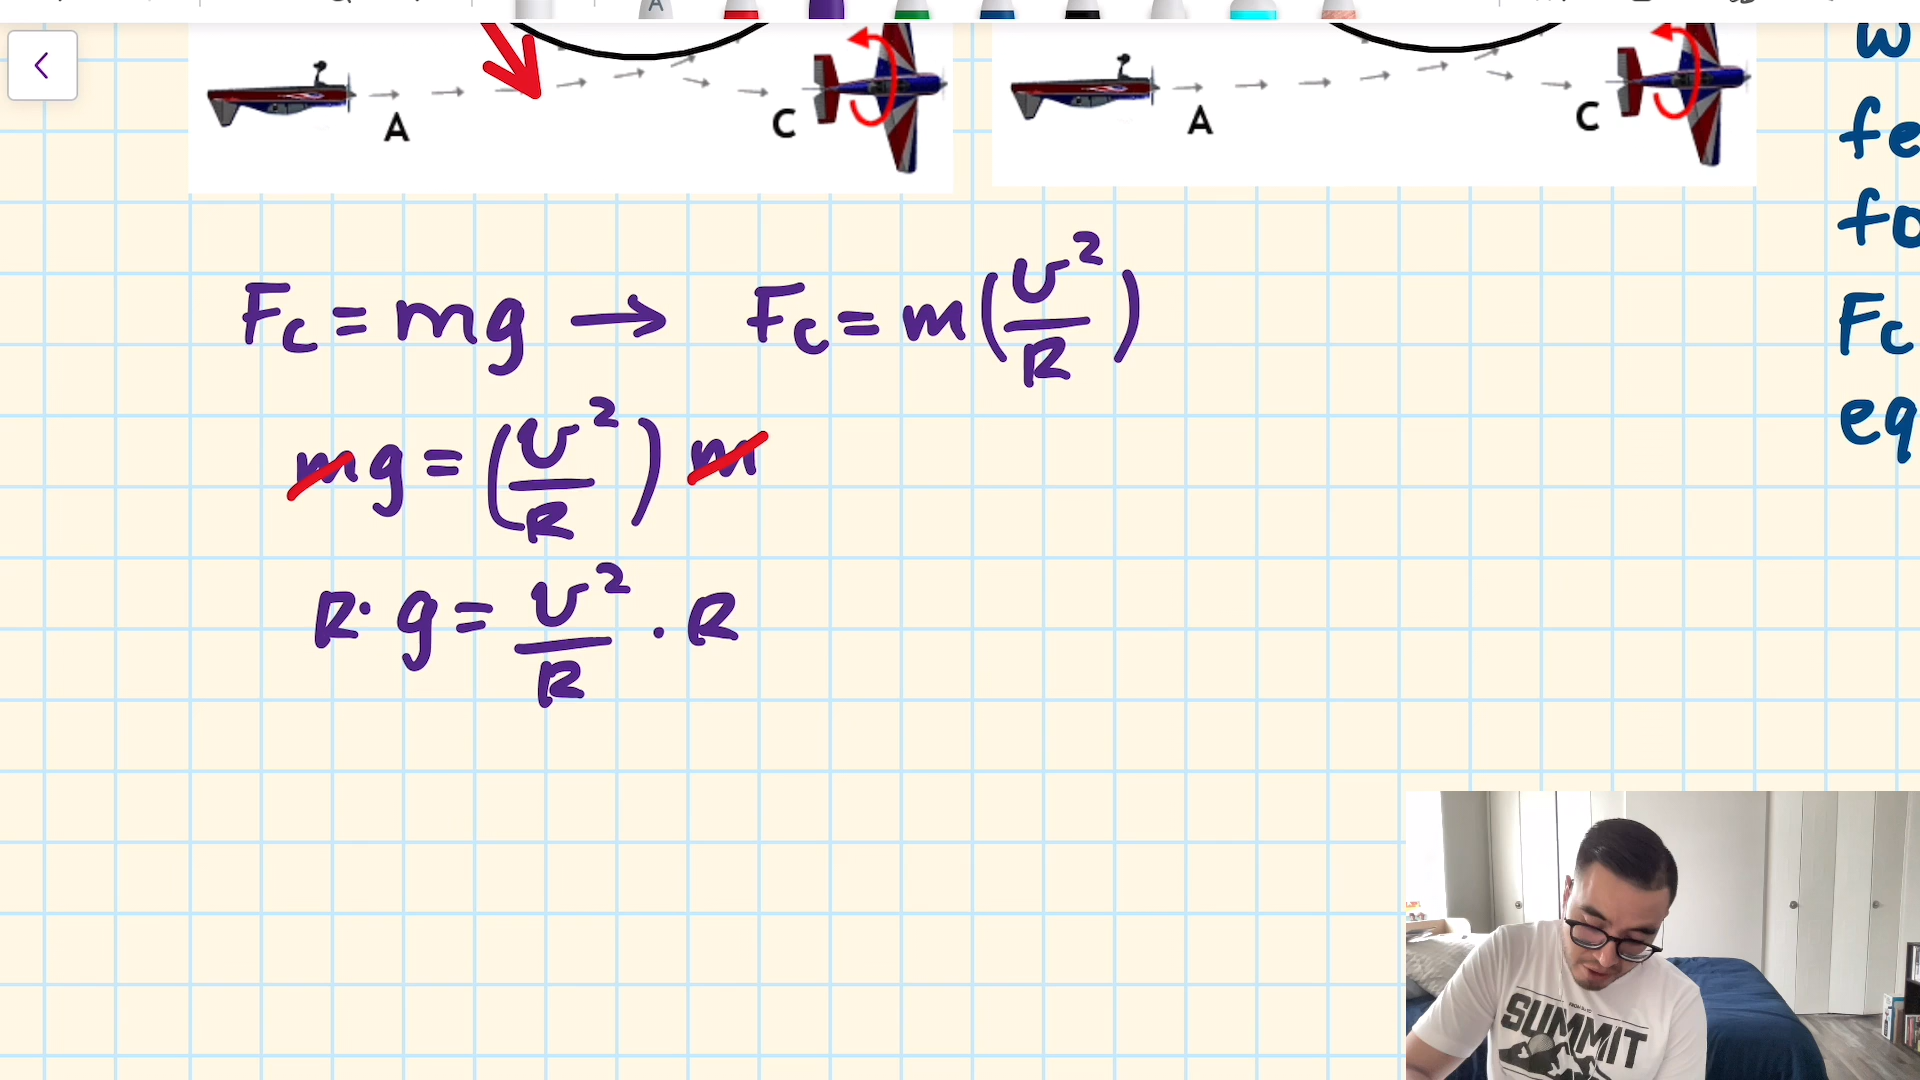 A
A C
A C
w
fe
fo
Fc
eq
Fc = mg → Fc = m(v²/R)
mg = (v²/R) m
R · g = v²/R · R
SUMMIT